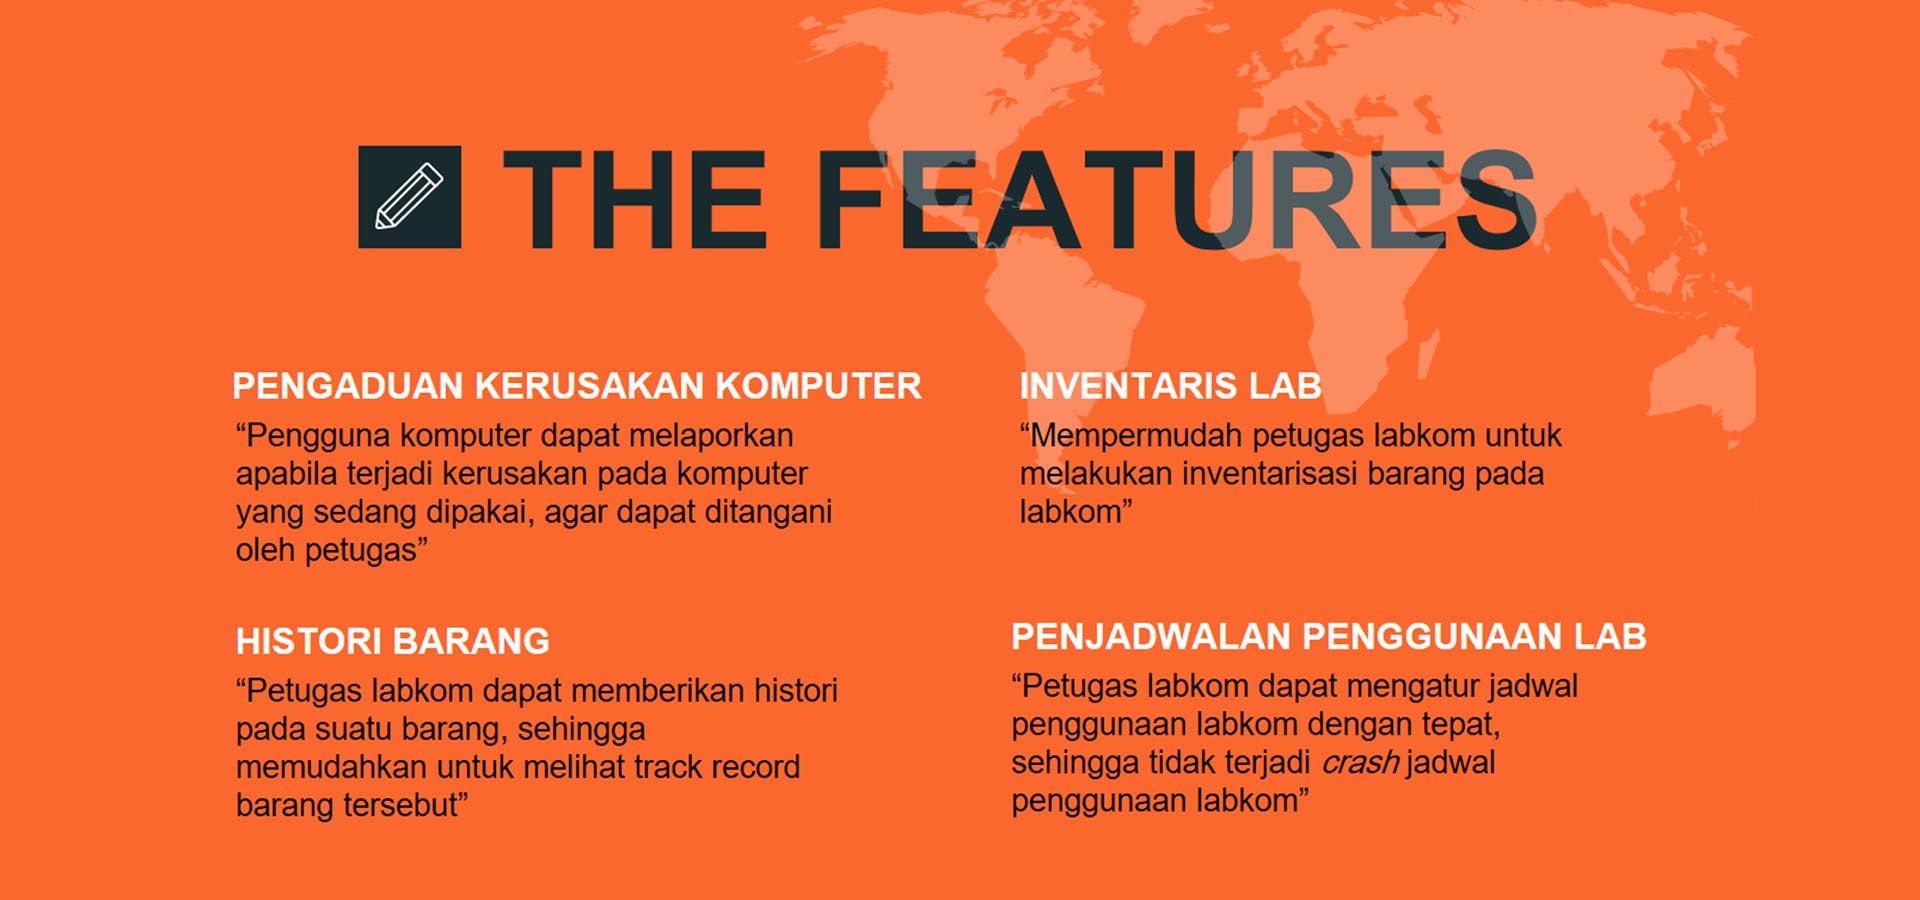 THE FEATURES
PENGADUAN KERUSAKAN KOMPUTER
“Pengguna komputer dapat melaporkan
apabila terjadi kerusakan pada komputer
yang sedang dipakai, agar dapat ditangani
oleh petugas”
INVENTARIS LAB
“Mempermudah petugas labkom untuk
melakukan inventarisasi barang pada
labkom”
HISTORI BARANG
“Petugas labkom dapat memberikan histori
pada suatu barang, sehingga
memudahkan untuk melihat track record
barang tersebut”
PENJADWALAN PENGGUNAAN LAB
“Petugas labkom dapat mengatur jadwal
penggunaan labkom dengan tepat,
sehingga tidak terjadi crash jadwal
penggunaan labkom”